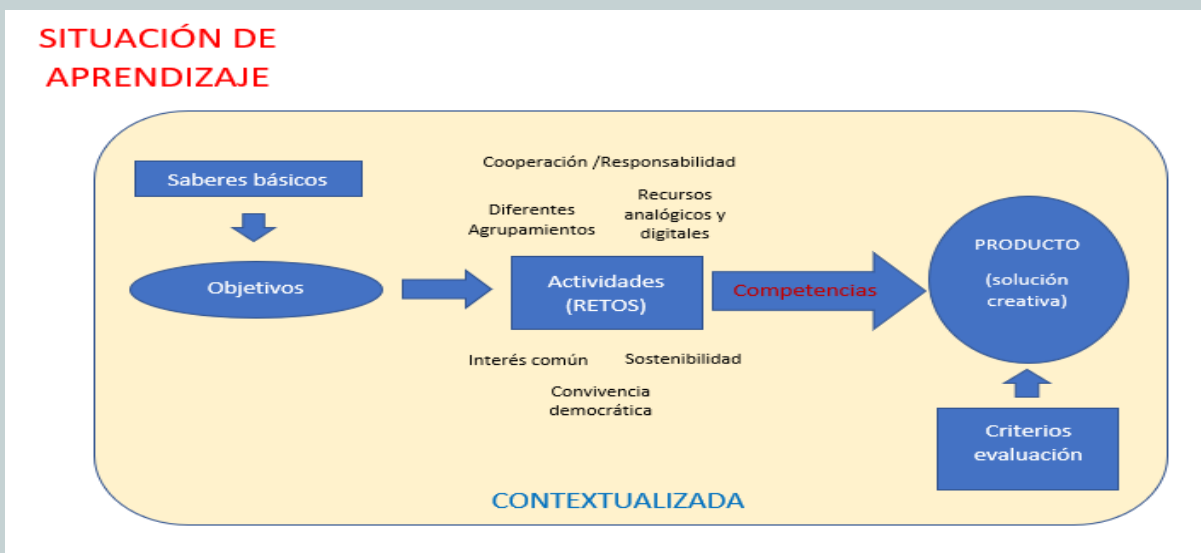 SITUACIÓN DE
APRENDIZAJE
Saberes básicos
Objetivos
Cooperación /Responsabilidad
Diferentes
Agrupamientos
Recursos
analógicos y
digitales
Actividades
(RETOS)
Interés común
Sostenibilidad
Convivencia
democrática
Competencias
PRODUCTO
(solución
creativa)
Criterios
evaluación
CONTEXTUALIZADA